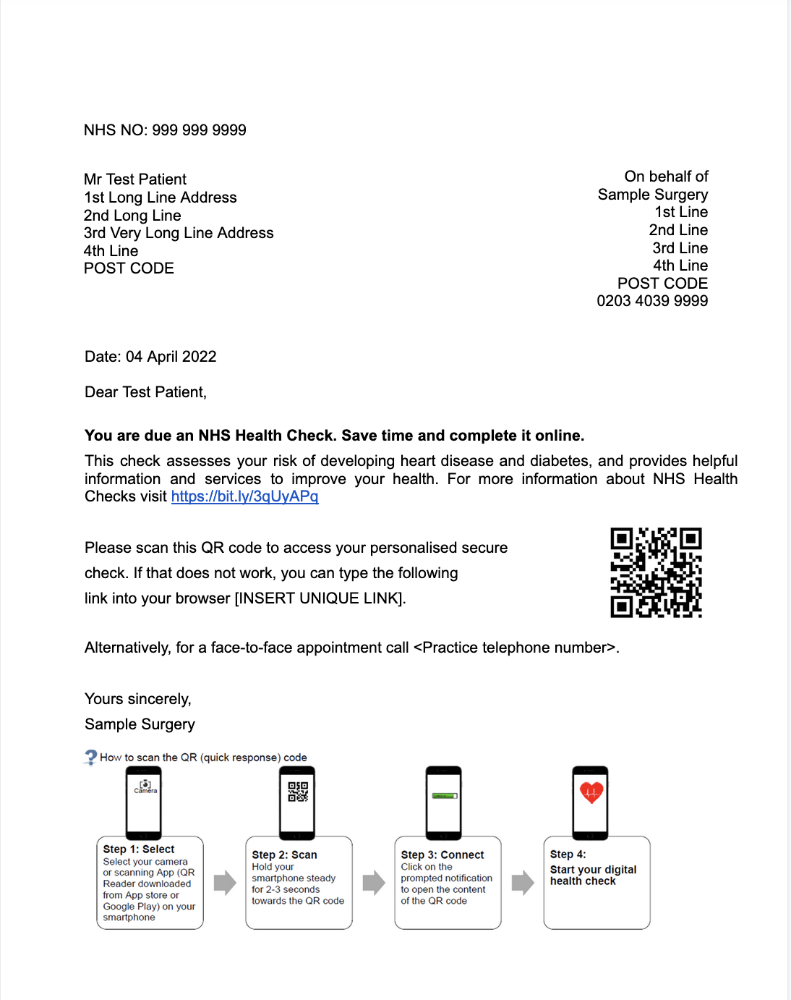 NHS NO: 999 999 9999
Mr Test Patient
1st Long Line Address
2nd Long Line
3rd Very Long Line Address
4th Line
POST CODE
On behalf of
Sample Surgery
1st Line
2nd Line
3rd Line
4th Line
POST CODE
0203 4039 9999
Date: 04 April 2022
Dear Test Patient,
You are due an NHS Health Check. Save time and complete it online.
This check assesses your risk of developing heart disease and diabetes, and provides helpful
information and services to improve your health. For more information about NHS Health
Checks visit https://bit.ly/3qUyAPq
Please scan this QR code to access your personalised secure
check. If that does not work, you can type the following
link into your browser [INSERT UNIQUE LINK].
Alternatively, for a face-to-face appointment call <Practice telephone number>.
Yours sincerely,
Sample Surgery
? How to scan the QR (quick response) code
Camera
Step 1: Select
Select your camera
or scanning App (QR
Reader downloaded
from App store or
Google Play) on your
smartphone
Step 2: Scan
Hold your
smartphone steady
for 2-3 seconds
towards the QR code
Step 3: Connect
Click on the
prompted notification
to open the content
of the QR code
Step 4:
Start your digital
health check